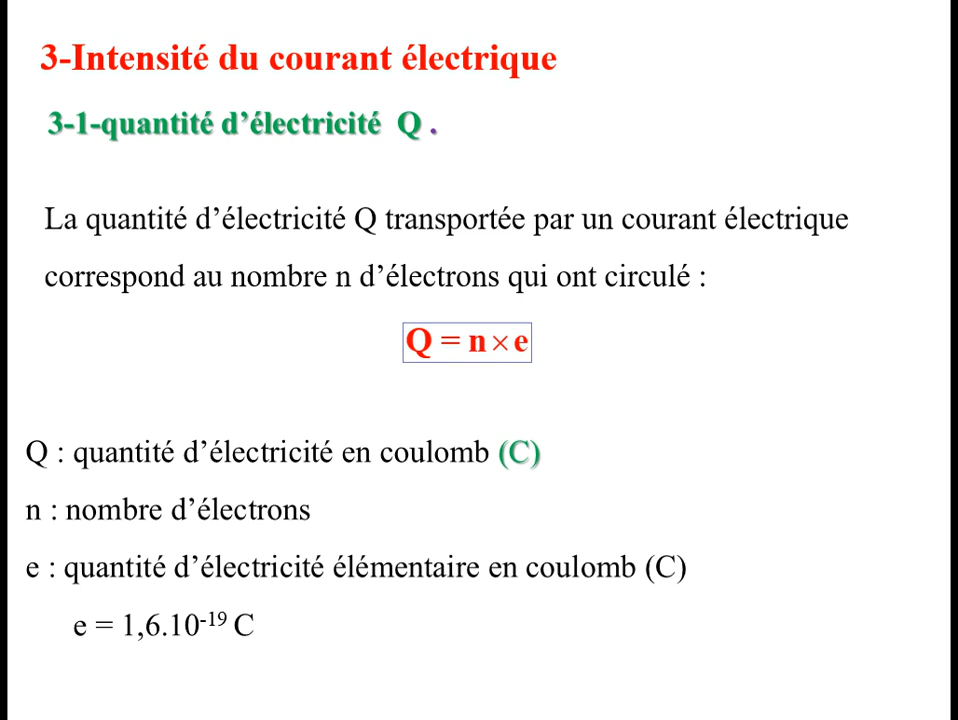 3-Intensité du courant électrique
3-1-quantité d’électricité Q .
La quantité d’électricité Q transportée par un courant électrique
correspond au nombre n d’électrons qui ont circulé :
Q = n × e
Q : quantité d’électricité en coulomb (C)
n : nombre d’électrons
e : quantité d’électricité élémentaire en coulomb (C)
e = 1,6.10⁻¹⁹ C